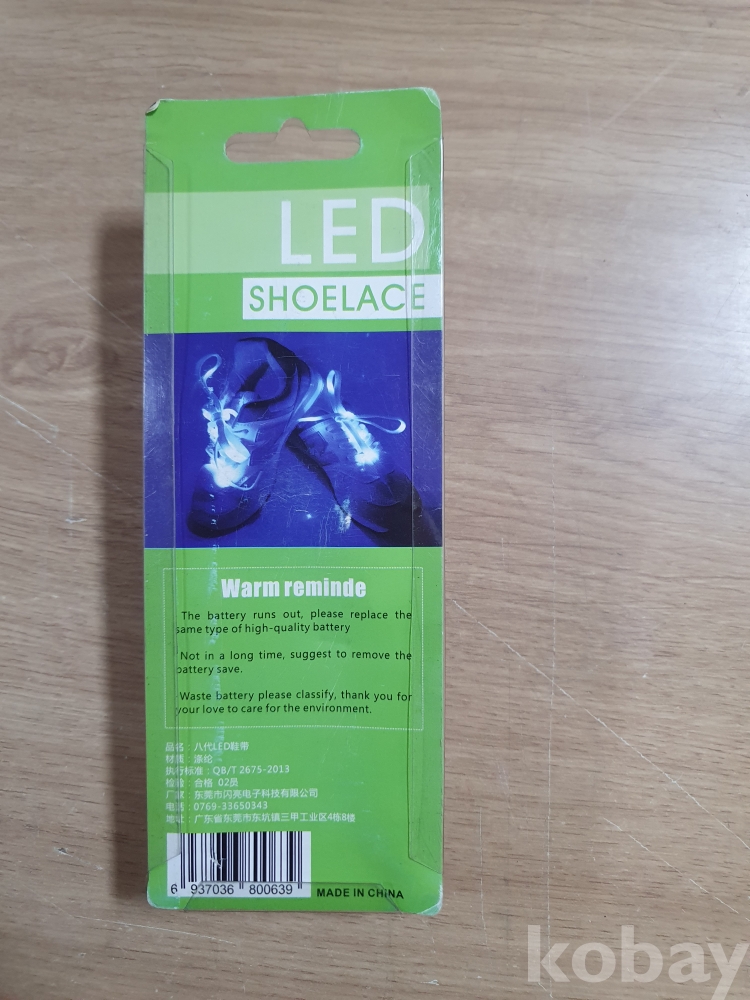 LED
SHOELACE
Warm reminde
·The battery runs out, please replace the
same type of high-quality battery
·Not in a long time, suggest to remove the
battery save.
·Waste battery please classify, thank you for
your love to care for the environment.
品名：八代LED鞋带
材质：涤纶
执行标准：QB/T 2675-2013
检验：合格 02员
厂家：东莞市闪亮电子科技有限公司
电话：0769-33650343
地址：广东省东莞市东坑镇三甲工业区4栋8楼
6 937036 800639
MADE IN CHINA
kobay